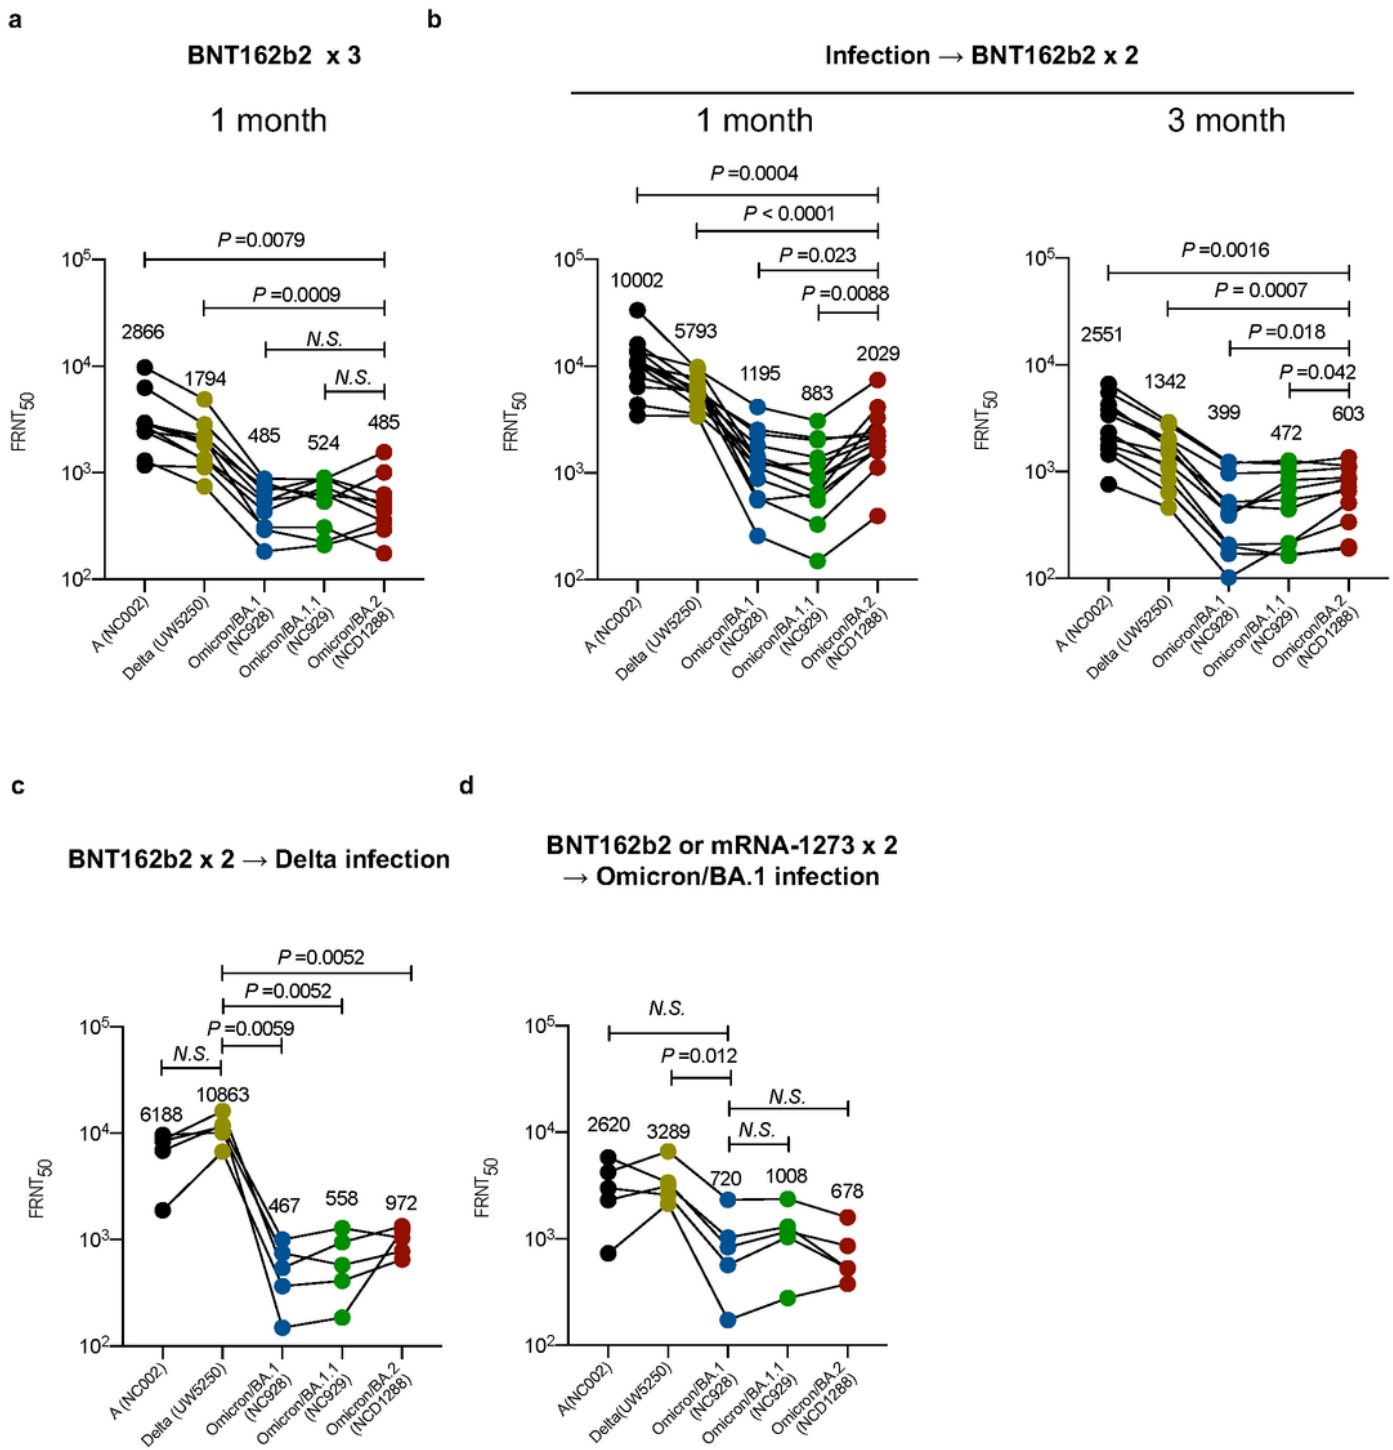 a
BNT162b2 x 3
1 month
P =0.0079
P =0.0009
N.S.
N.S.
10⁵
10⁴
10³
10²
FRNT50
2866
1794
485
524
485
A (NC002)
Delta (UW5250)
Omicron/BA.1
(NC928)
Omicron/BA.1.1
(NC929)
Omicron/BA.2
(NCD1288)
b
Infection → BNT162b2 x 2
1 month
P =0.0004
P < 0.0001
P =0.023
P =0.0088
10⁵
10⁴
10³
10²
FRNT50
10002
5793
1195
883
2029
A (NC002)
Delta (UW5250)
Omicron/BA.1
(NC928)
Omicron/BA.1.1
(NC929)
Omicron/BA.2
(NCD1288)
3 month
P =0.0016
P = 0.0007
P =0.018
P =0.042
10⁵
10⁴
10³
10²
FRNT50
2551
1342
399
472
603
A (NC002)
Delta (UW5250)
Omicron/BA.1
(NC928)
Omicron/BA.1.1
(NC929)
Omicron/BA.2
(NCD1288)
c
BNT162b2 x 2 → Delta infection
P =0.0052
P =0.0052
P =0.0059
N.S.
10⁵
10⁴
10³
10²
FRNT50
6188
10863
467
558
972
A (NC002)
Delta (UW5250)
Omicron/BA.1
(NC928)
Omicron/BA.1.1
(NC929)
Omicron/BA.2
(NCD1288)
d
BNT162b2 or mRNA-1273 x 2
→ Omicron/BA.1 infection
N.S.
P =0.012
N.S.
N.S.
10⁵
10⁴
10³
10²
FRNT50
2620
3289
720
1008
678
A(NC002)
Delta(UW5250)
Omicron/BA.1
(NC928)
Omicron/BA.1.1
(NC929)
Omicron/BA.2
(NCD1288)